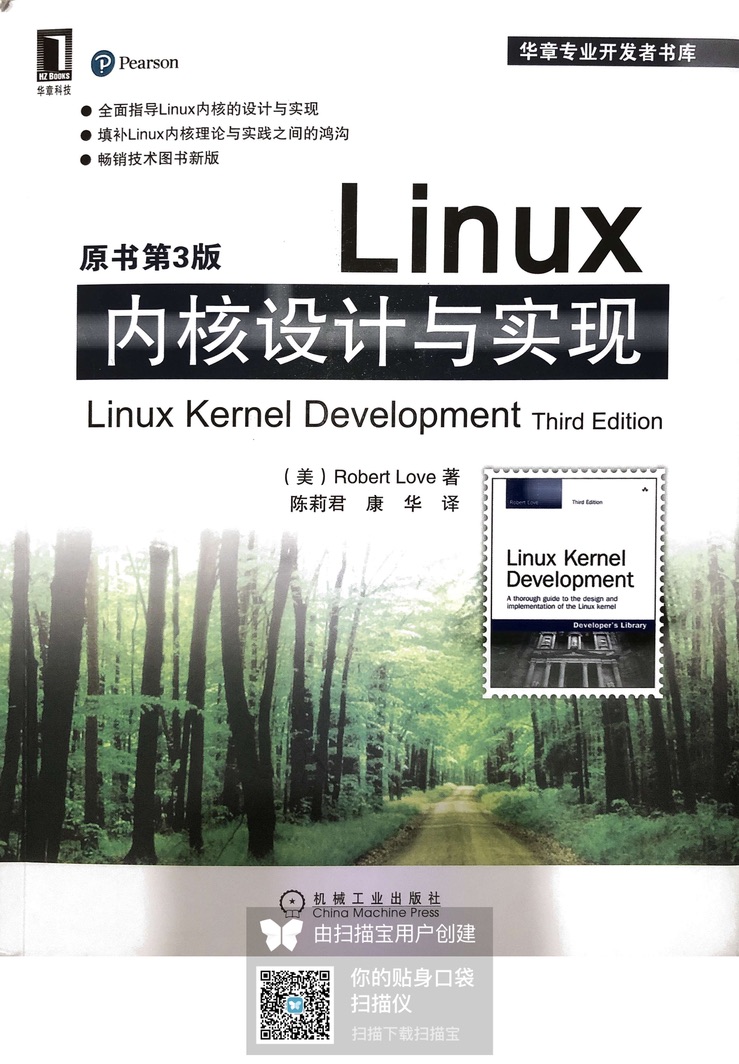 HZ BOOKS
华章科技
Pearson
华章专业开发者书库
● 全面指导Linux内核的设计与实现
● 填补Linux内核理论与实践之间的鸿沟
● 畅销技术图书新版
原书第3版
Linux
内核设计与实现
Linux Kernel Development Third Edition
（美）Robert Love 著
陈莉君 康 华 译
Robert Love
Third Edition
Linux Kernel
Development
A thorough guide to the design and
implementation of the Linux kernel
Developer's Library
机械工业出版社
China Machine Press
由扫描宝用户创建
你的贴身口袋
扫描仪
扫描下载扫描宝